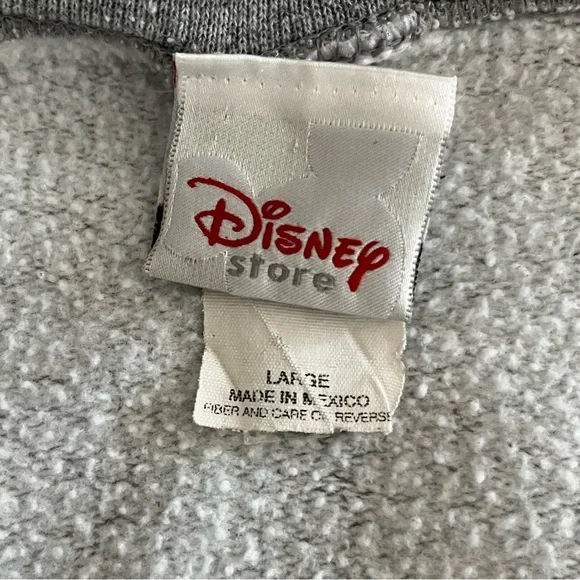 Disney
store
LARGE
MADE IN MEXICO
FIBER AND CARE ON REVERSE